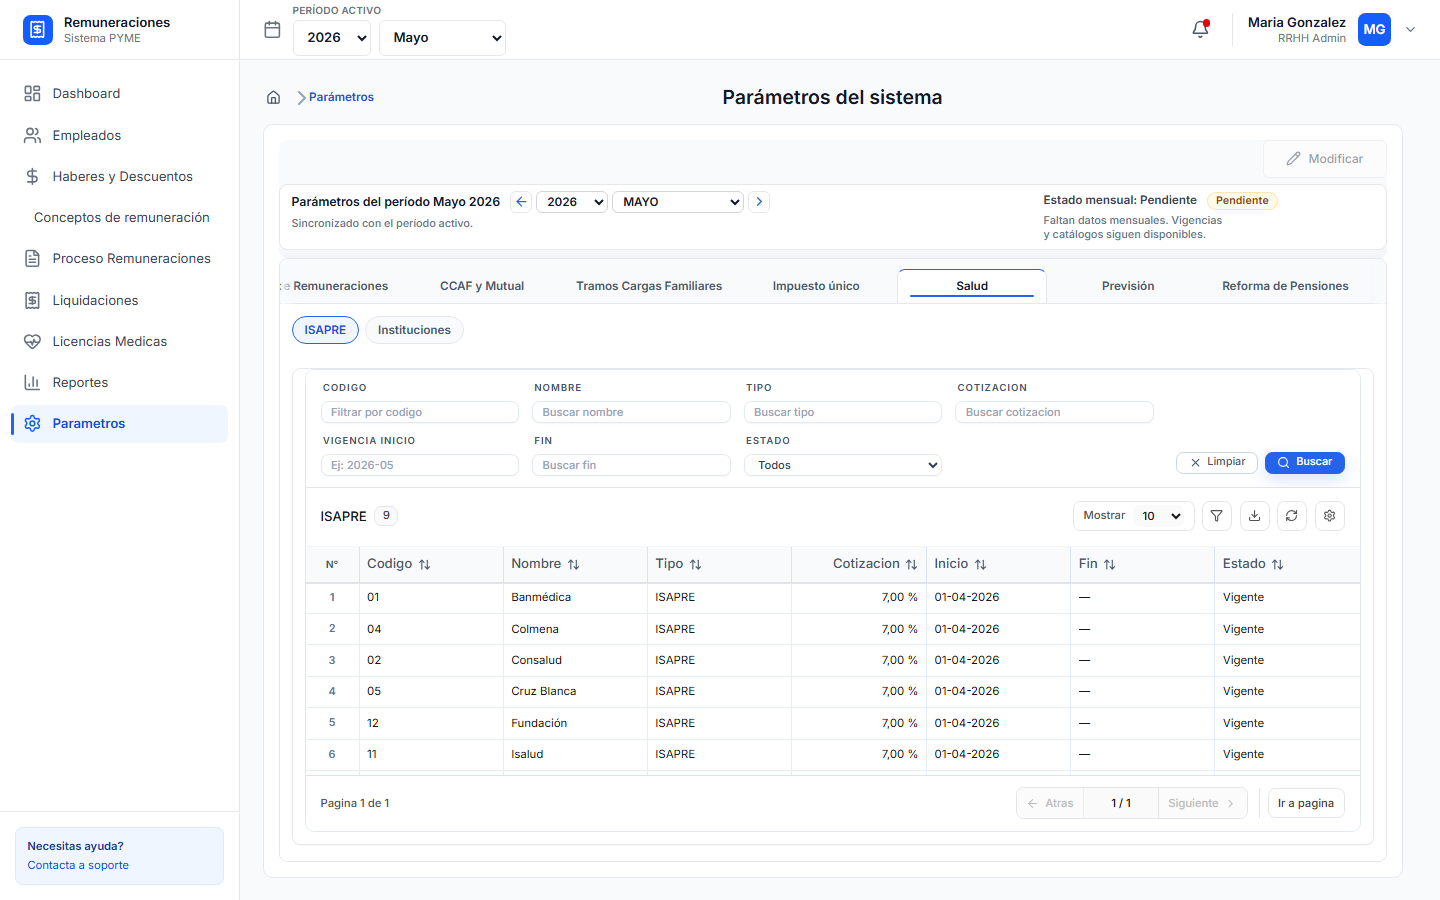 Remuneraciones
Sistema PYME
PERÍODO ACTIVO
2026
Mayo
Maria Gonzalez
RRHH Admin
MG
Dashboard
Empleados
Haberes y Descuentos
Conceptos de remuneración
Proceso Remuneraciones
Liquidaciones
Licencias Medicas
Reportes
Parametros
Necesitas ayuda?
Contacta a soporte
Parámetros
Parámetros del sistema
Modificar
Parámetros del período Mayo 2026
2026
MAYO
Sincronizado con el período activo.
Estado mensual: Pendiente
Pendiente
Faltan datos mensuales. Vigencias
y catálogos siguen disponibles.
e Remuneraciones
CCAF y Mutual
Tramos Cargas Familiares
Impuesto único
Salud
Previsión
Reforma de Pensiones
ISAPRE
Instituciones
CODIGO
NOMBRE
TIPO
COTIZACION
Filtrar por codigo
Buscar nombre
Buscar tipo
Buscar cotizacion
VIGENCIA INICIO
FIN
ESTADO
Ej: 2026-05
Buscar fin
Todos
Limpiar
Buscar
ISAPRE 9
Mostrar 10
N° Codigo Nombre Tipo Cotizacion Inicio Fin Estado
1 01 Banmédica ISAPRE 7,00 % 01-04-2026 — Vigente
2 04 Colmena ISAPRE 7,00 % 01-04-2026 — Vigente
3 02 Consalud ISAPRE 7,00 % 01-04-2026 — Vigente
4 05 Cruz Blanca ISAPRE 7,00 % 01-04-2026 — Vigente
5 12 Fundación ISAPRE 7,00 % 01-04-2026 — Vigente
6 11 Isalud ISAPRE 7,00 % 01-04-2026 — Vigente
Pagina 1 de 1
Atras
1 / 1
Siguiente
Ir a pagina